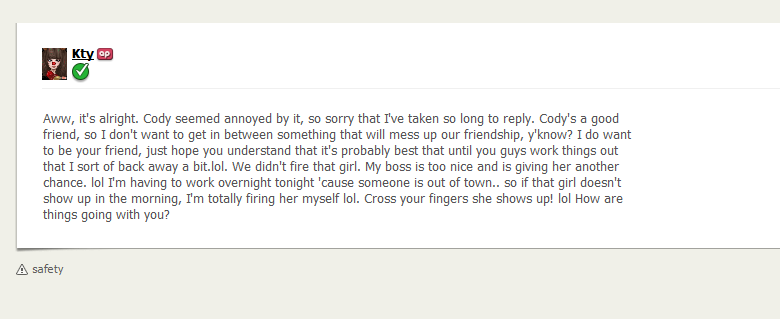 Kty ap
Aww, it's alright. Cody seemed annoyed by it, so sorry that I've taken so long to reply. Cody's a good
friend, so I don't want to get in between something that will mess up our friendship, y'know? I do want
to be your friend, just hope you understand that it's probably best that until you guys work things out
that I sort of back away a bit.lol. We didn't fire that girl. My boss is too nice and is giving her another
chance. lol I'm having to work overnight tonight 'cause someone is out of town.. so if that girl doesn't
show up in the morning, I'm totally firing her myself lol. Cross your fingers she shows up! lol How are
things going with you?
safety